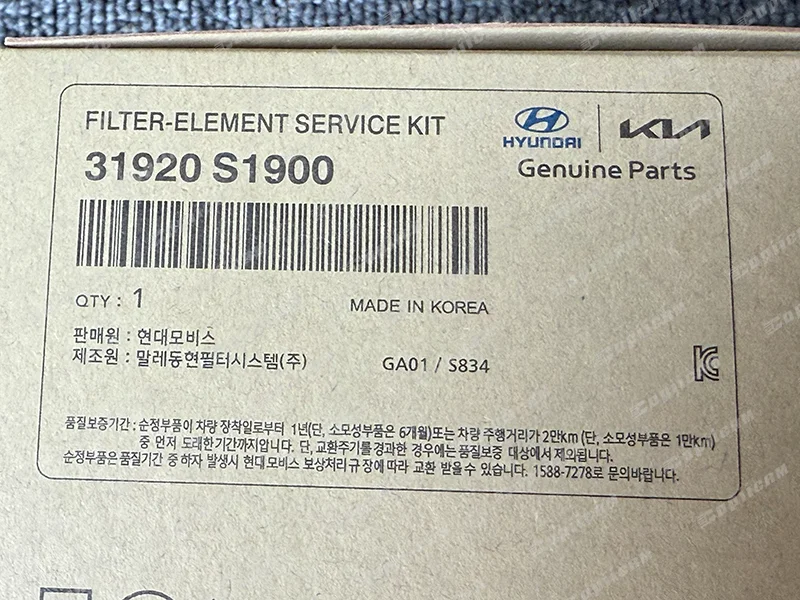 FILTER-ELEMENT SERVICE KIT
31920 S1900
HYUNDAI
KIA
Genuine Parts
QTY : 1
MADE IN KOREA
판매원 : 현대모비스
제조원 : 말레동현필터시스템(주)
GA01 / S834
품질보증기간 : 순정부품이 차량 장착일로부터 1년(단, 소모성부품은 6개월)또는 차량 주행거리가 2만km (단, 소모성부품은 1만km)
중 먼저 도래한기간까지입니다. 단, 교환주기를 경과한 경우에는 품질보증 대상에서 제외됩니다.
순정부품은품질기간 중 하자 발생시 현대모비스 보상처리규정에 따라 교환 받을 수 있습니다. 1588-7278로 문의바랍니다.